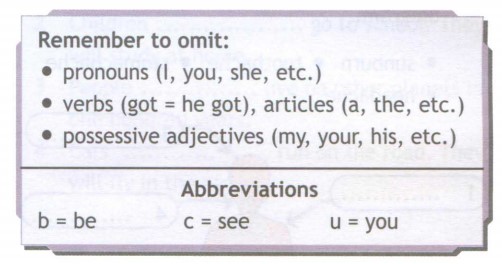 Remember to omit:
• pronouns (I, you, she, etc.)
• verbs (got = he got), articles (a, the, etc.)
• possessive adjectives (my, your, his, etc.)
Abbreviations
b = be c = see u = you